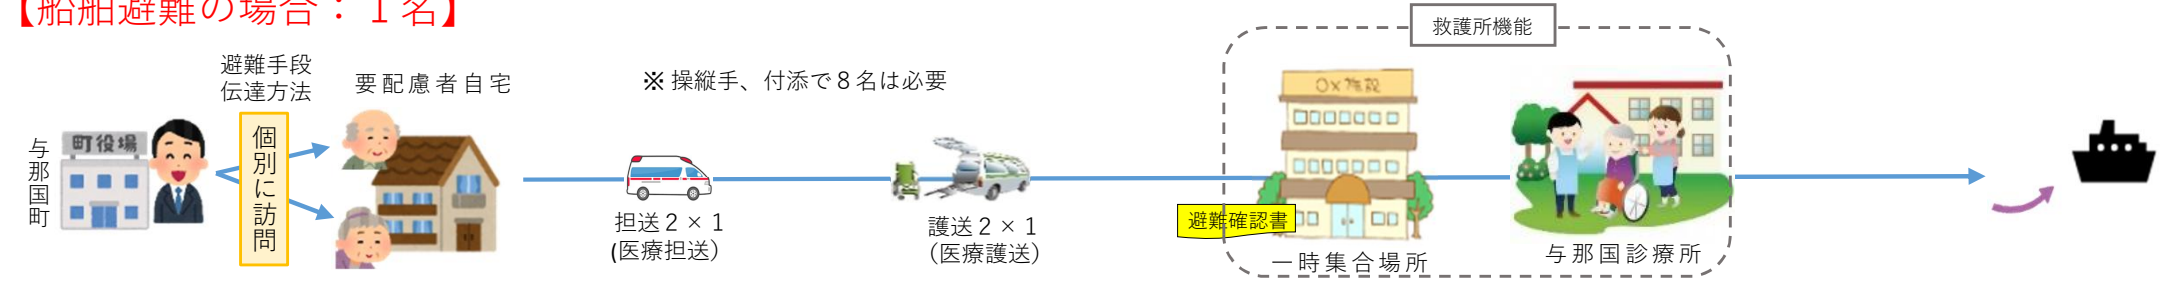 【船舶避難の場合：１名】
救護所機能
避難手段
伝達方法
要配慮者自宅
※ 操縦手、付添で８名は必要
○×施設
町役場
与那国町
個別に訪問
担送２×１
(医療担送)
護送２×１
（医療護送）
避難確認書
一時集合場所
与那国診療所